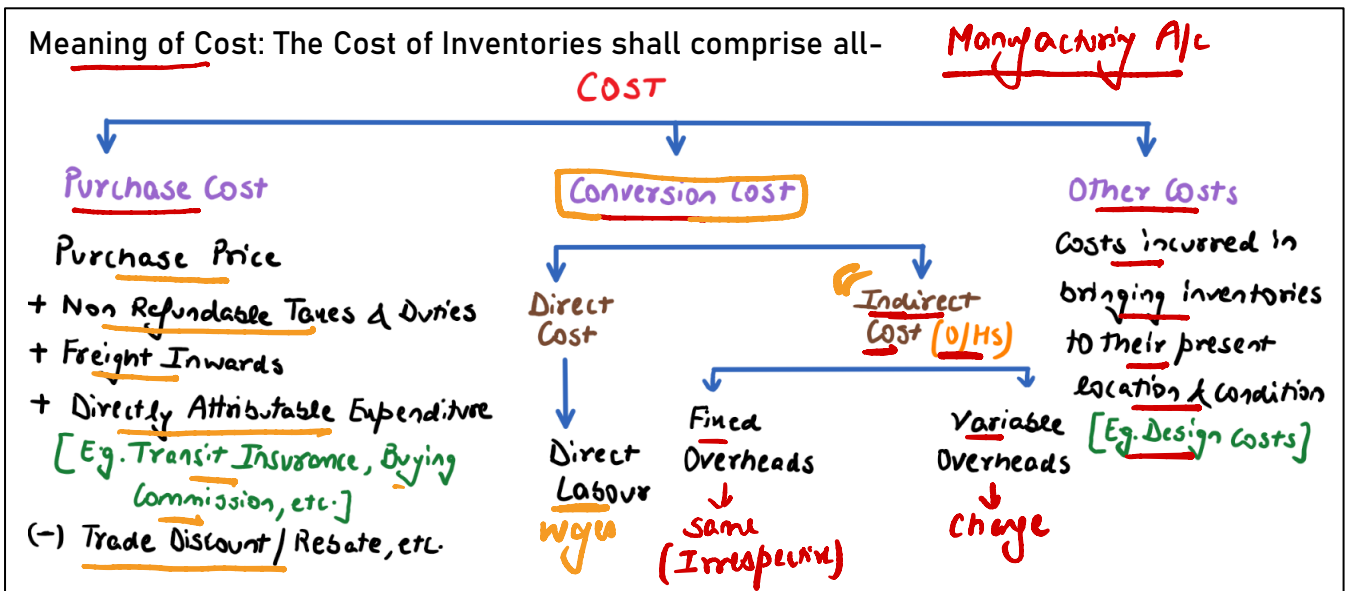 Meaning of Cost: The Cost of Inventories shall comprise all-
Manufacturing A/c
COST
Purchase Cost
Purchase Price
+ Non Refundable Taxes & Duties
+ Freight Inwards
+ Directly Attributable Expenditure
[Eg. Transit Insurance, Buying
Commission, etc.]
(-) Trade Discount / Rebate, etc.
Conversion Cost
Direct
Cost
Direct
Labour
Indirect
Cost (O/Hs)
Fixed
Overheads
same
(Irrespective)
Variable
Overheads
change
Other Costs
Costs incurred in
bringing inventories
to their present
location & condition
[Eg. Design Costs]